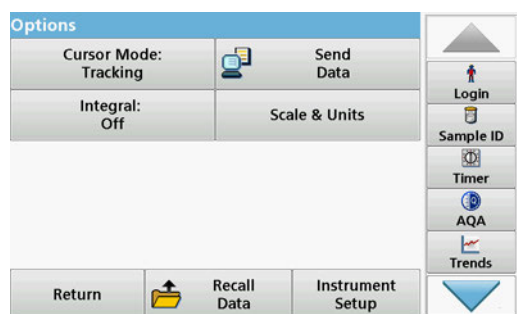 Options
Cursor Mode:
Tracking
Send
Data
Integral:
Off
Scale & Units
Return
Recall
Data
Instrument
Setup
Login
Sample ID
Timer
AQA
Trends